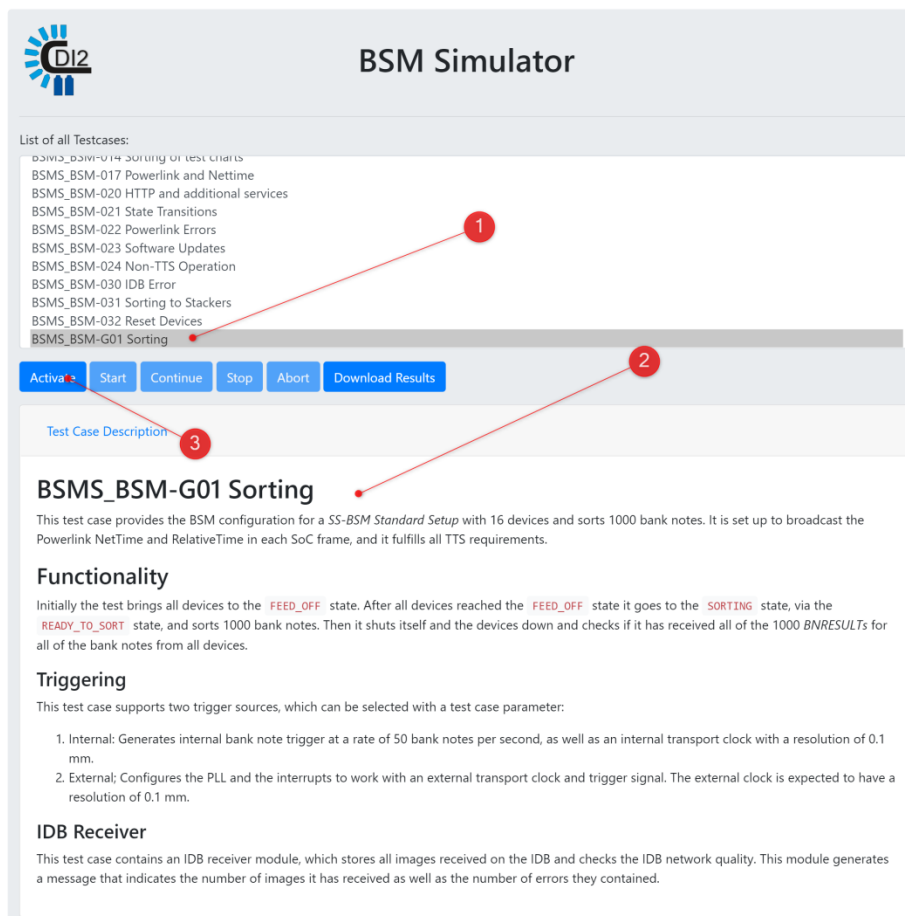 CDI2
BSM Simulator
List of all Testcases:
BSMS_BSM-014 Sorting of test charts
BSMS_BSM-017 Powerlink and Nettime
BSMS_BSM-020 HTTP and additional services
BSMS_BSM-021 State Transitions
1
BSMS_BSM-022 Powerlink Errors
BSMS_BSM-023 Software Updates
BSMS_BSM-024 Non-TTS Operation
BSMS_BSM-030 IDB Error
BSMS_BSM-031 Sorting to Stackers
BSMS_BSM-032 Reset Devices
BSMS_BSM-G01 Sorting
2
Activate Start Continue Stop Abort Download Results
Test Case Description
3
BSMS_BSM-G01 Sorting
This test case provides the BSM configuration for a SS-BSM Standard Setup with 16 devices and sorts 1000 bank notes. It is set up to broadcast the
Powerlink NetTime and RelativeTime in each SoC frame, and it fulfills all TTS requirements.
Functionality
Initially the test brings all devices to the FEED_OFF state. After all devices reached the FEED_OFF state it goes to the SORTING state, via the
READY_TO_SORT state, and sorts 1000 bank notes. Then it shuts itself and the devices down and checks if it has received all of the 1000 BNRESULTs for
all of the bank notes from all devices.
Triggering
This test case supports two trigger sources, which can be selected with a test case parameter:
1. Internal: Generates internal bank note trigger at a rate of 50 bank notes per second, as well as an internal transport clock with a resolution of 0.1
mm.
2. External; Configures the PLL and the interrupts to work with an external transport clock and trigger signal. The external clock is expected to have a
resolution of 0.1 mm.
IDB Receiver
This test case contains an IDB receiver module, which stores all images received on the IDB and checks the IDB network quality. This module generates
a message that indicates the number of images it has received as well as the number of errors they contained.